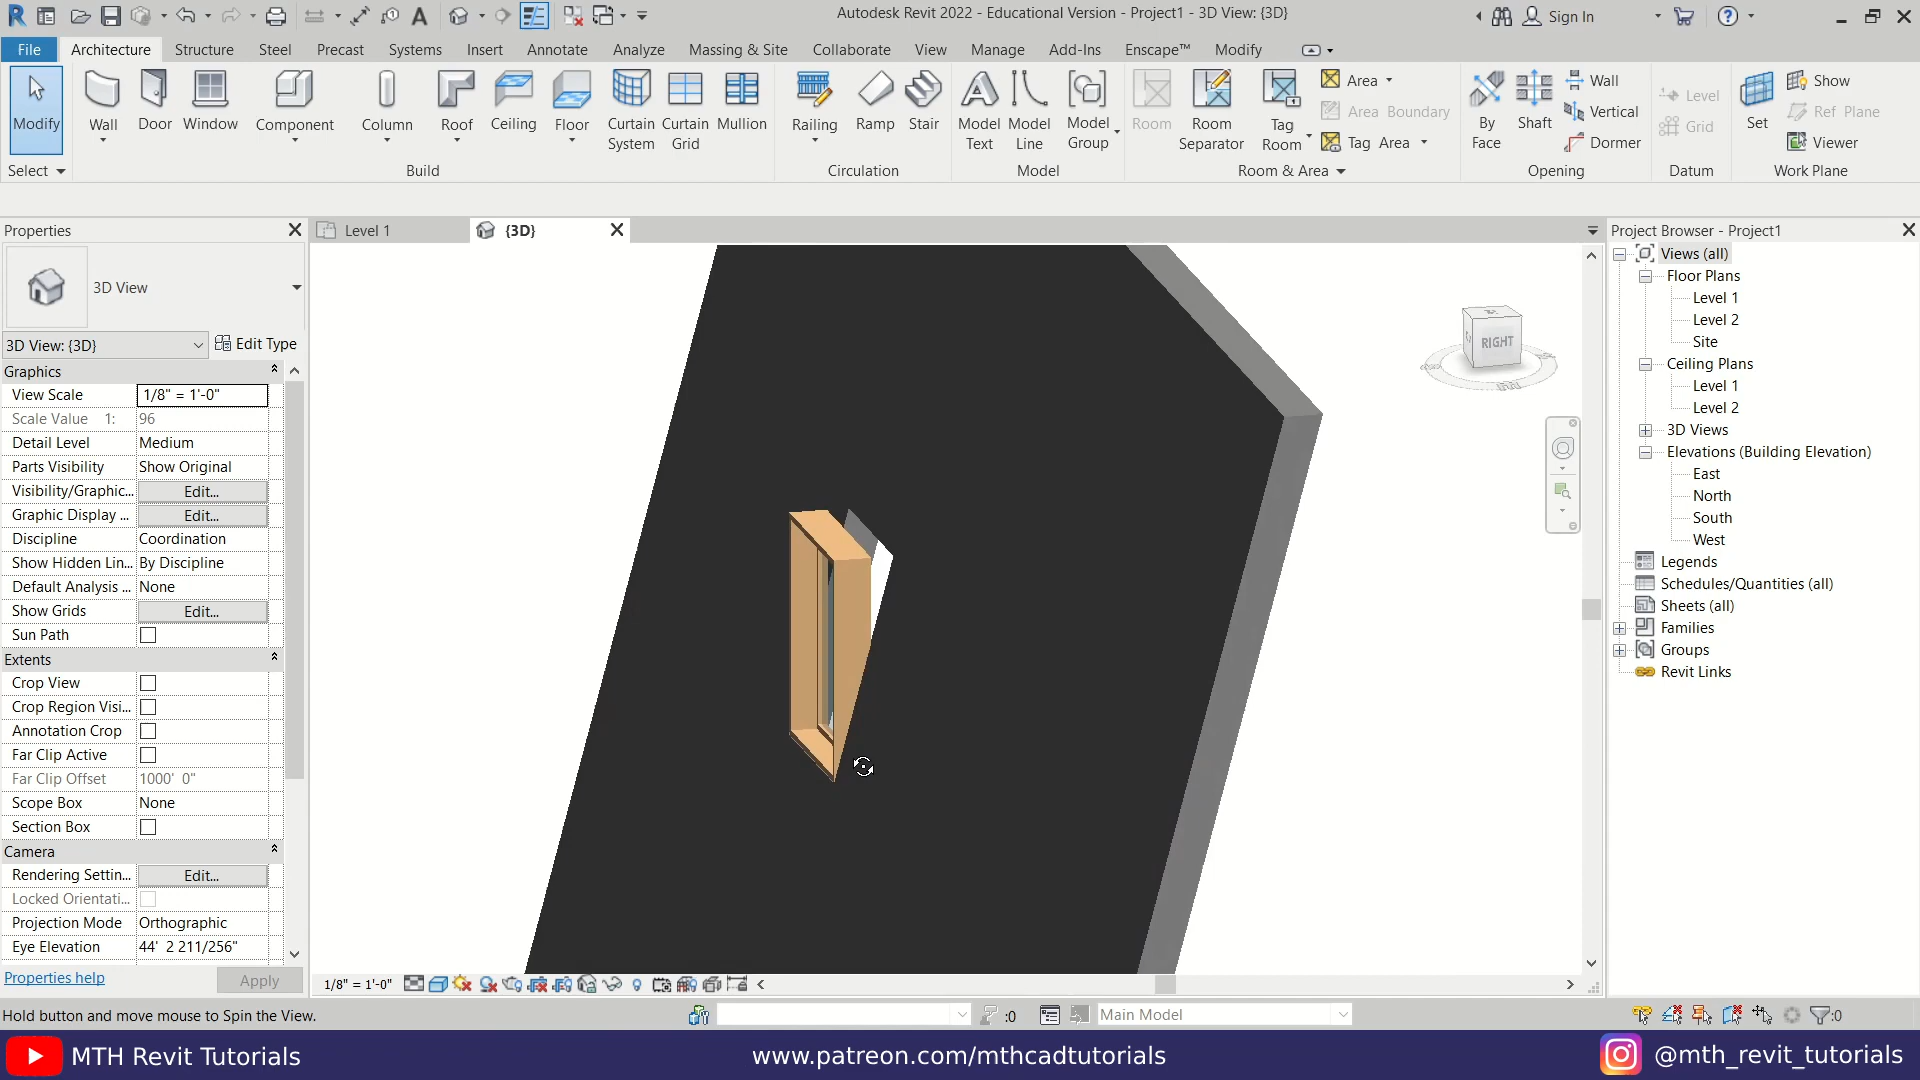 Autodesk Revit 2022 - Educational Version - Project1 - 3D View: {3D}
Sign In
File
Architecture
Structure
Steel
Precast
Systems
Insert
Annotate
Analyze
Massing & Site
Collaborate
View
Manage
Add-Ins
Enscape™
Modify
Modify
Wall
Door
Window
Component
Column
Roof
Ceiling
Floor
Curtain System
Curtain Grid
Mullion
Railing
Ramp
Stair
Model Text
Model Line
Model Group
Room
Room Separator
Tag Room
Area
Area Boundary
Tag Area
By Face
Shaft
Wall
Vertical
Dormer
Level
Grid
Set
Show
Ref Plane
Viewer
Select
Build
Circulation
Model
Room & Area
Opening
Datum
Work Plane
Properties
3D View
3D View: {3D}
Edit Type
Graphics
View Scale 1/8" = 1'-0"
Scale Value 1: 96
Detail Level Medium
Parts Visibility Show Original
Visibility/Graphic... Edit...
Graphic Display ... Edit...
Discipline Coordination
Show Hidden Lin... By Discipline
Default Analysis ... None
Show Grids Edit...
Sun Path
Extents
Crop View
Crop Region Visi...
Annotation Crop
Far Clip Active
Far Clip Offset 1000' 0"
Scope Box None
Section Box
Camera
Rendering Settin... Edit...
Locked Orientati...
Projection Mode Orthographic
Eye Elevation 44' 2 211/256"
Properties help
Apply
Level 1
{3D}
RIGHT
1/8" = 1'-0"
Project Browser - Project1
Views (all)
Floor Plans
Level 1
Level 2
Site
Ceiling Plans
Level 1
Level 2
3D Views
Elevations (Building Elevation)
East
North
South
West
Legends
Schedules/Quantities (all)
Sheets (all)
Families
Groups
Revit Links
Hold button and move mouse to Spin the View.
:0
Main Model
:0
MTH Revit Tutorials
www.patreon.com/mthcadtutorials
@mth_revit_tutorials